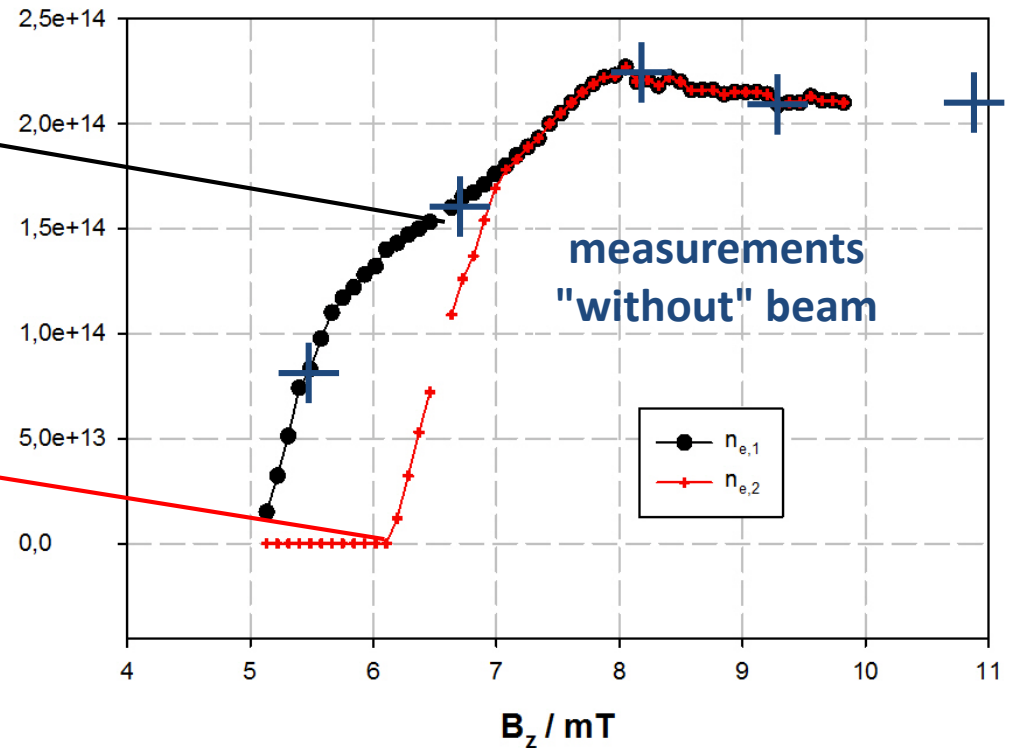 2,5e+14
2,0e+14
1,5e+14
1,0e+14
5,0e+13
0,0
measurements
"without" beam
n_e,1
n_e,2
4 5 6 7 8 9 10 11
B_z / mT